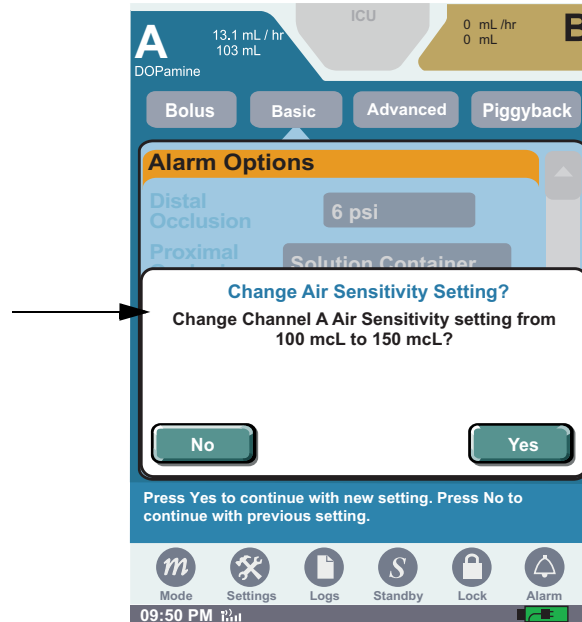 A
13.1 mL / hr
103 mL
DOPamine
ICU
0 mL /hr
0 mL
B
Bolus
Basic
Advanced
Piggyback
Alarm Options
Distal
Occlusion
6 psi
Proximal
Solution Container
Change Air Sensitivity Setting?
Change Channel A Air Sensitivity setting from
100 mcL to 150 mcL?
No
Yes
Press Yes to continue with new setting. Press No to
continue with previous setting.
m
S
Mode
Settings
Logs
Standby
Lock
Alarm
09:50 PM